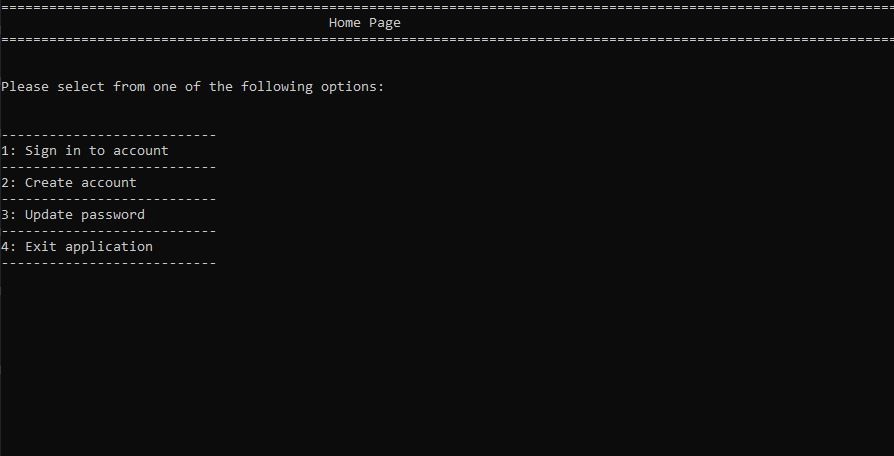 ================================================================================================================
Home Page
================================================================================================================
Please select from one of the following options:
---------------------------
1: Sign in to account
---------------------------
2: Create account
---------------------------
3: Update password
---------------------------
4: Exit application
---------------------------